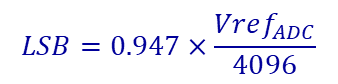 LSB = 0.947 × Vref_ADC / 4096